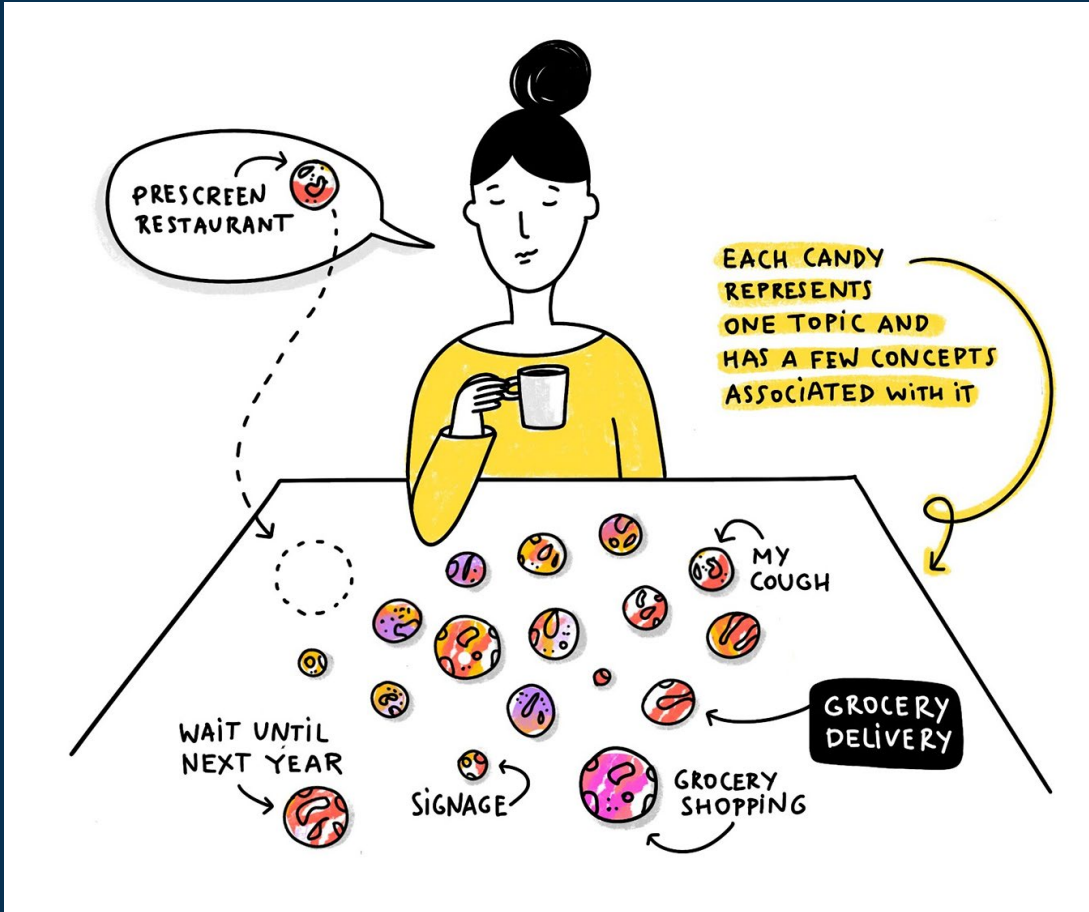 PRESCREEN
RESTAURANT
EACH CANDY
REPRESENTS
ONE TOPIC AND
HAS A FEW CONCEPTS
ASSOCiATED WiTH iT
MY
COUGH
GROCERY
DELiVERY
WAiT UNTiL
NEXT YEAR
SiGNAGE
GROCERY
SHOPPiNG